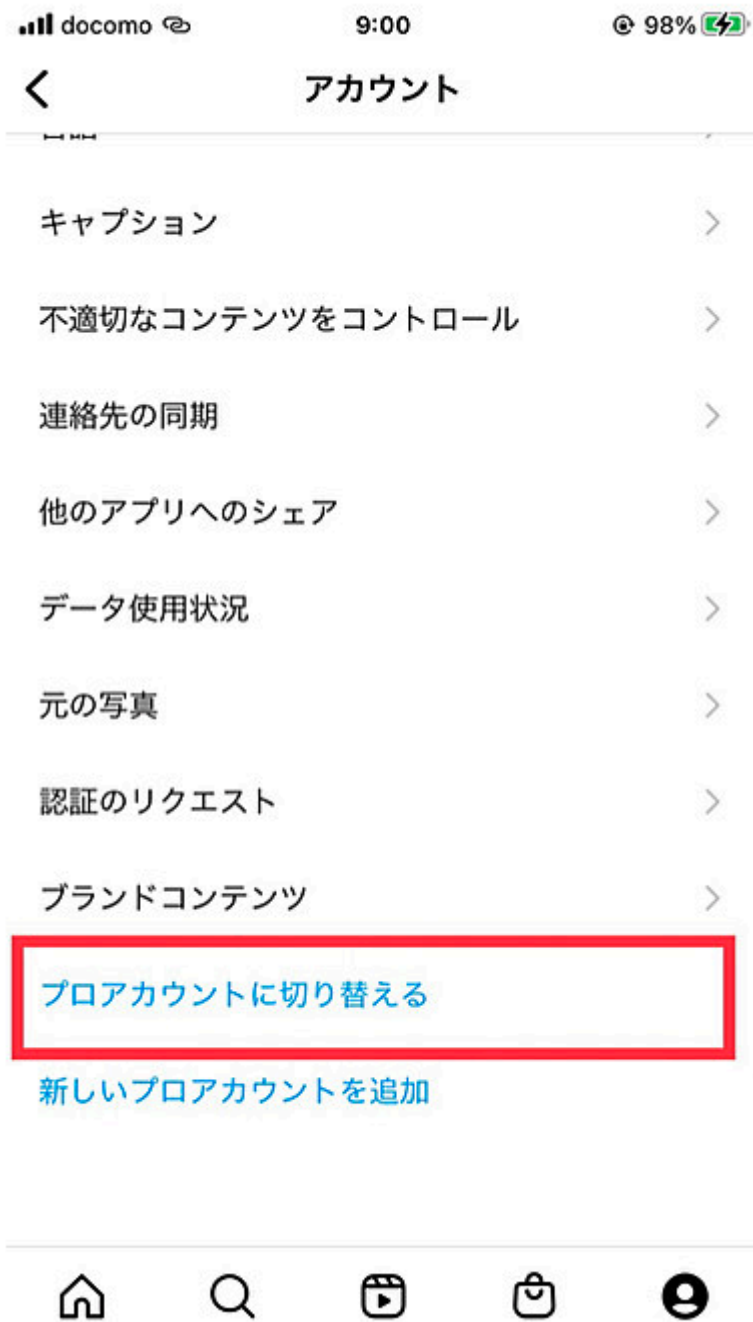 docomo 9:00 98%
アカウント
キャプション
不適切なコンテンツをコントロール
連絡先の同期
他のアプリへのシェア
データ使用状況
元の写真
認証のリクエスト
ブランドコンテンツ
プロアカウントに切り替える
新しいプロアカウントを追加